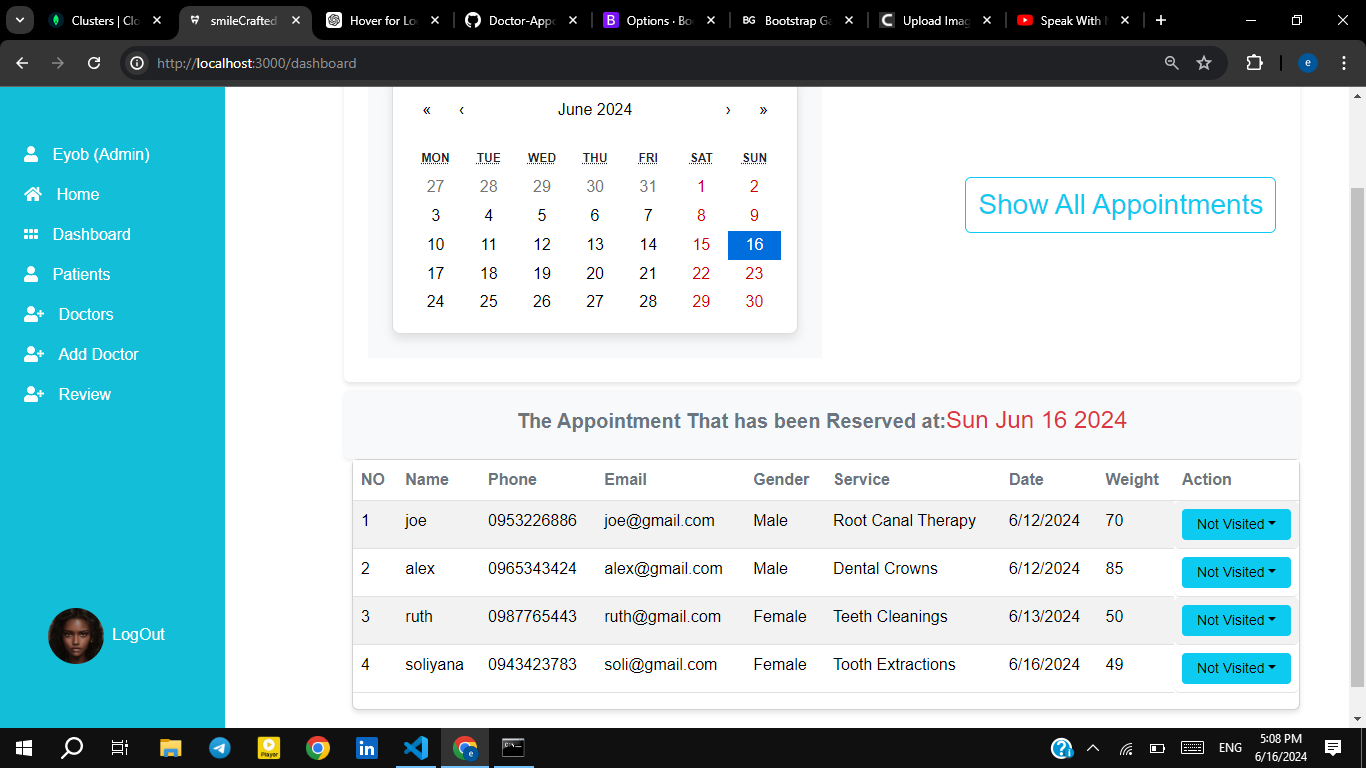 Clusters | Clo
smileCrafted
Hover for Lo
Doctor-Appo
Options · Bo
BG Bootstrap Ga
Upload Imag
Speak With
http://localhost:3000/dashboard
e
« ‹ June 2024 › »
MON TUE WED THU FRI SAT SUN
27 28 29 30 31 1 2
3 4 5 6 7 8 9
10 11 12 13 14 15 16
17 18 19 20 21 22 23
24 25 26 27 28 29 30
Show All Appointments
Eyob (Admin)
Home
Dashboard
Patients
Doctors
Add Doctor
Review
LogOut
The Appointment That has been Reserved at:Sun Jun 16 2024
NO Name Phone Email Gender Service Date Weight Action
1 joe 0953226886 joe@gmail.com Male Root Canal Therapy 6/12/2024 70 Not Visited
2 alex 0965343424 alex@gmail.com Male Dental Crowns 6/12/2024 85 Not Visited
3 ruth 0987765443 ruth@gmail.com Female Teeth Cleanings 6/13/2024 50 Not Visited
4 soliyana 0943423783 soli@gmail.com Female Tooth Extractions 6/16/2024 49 Not Visited
Player
ENG
5:08 PM
6/16/2024